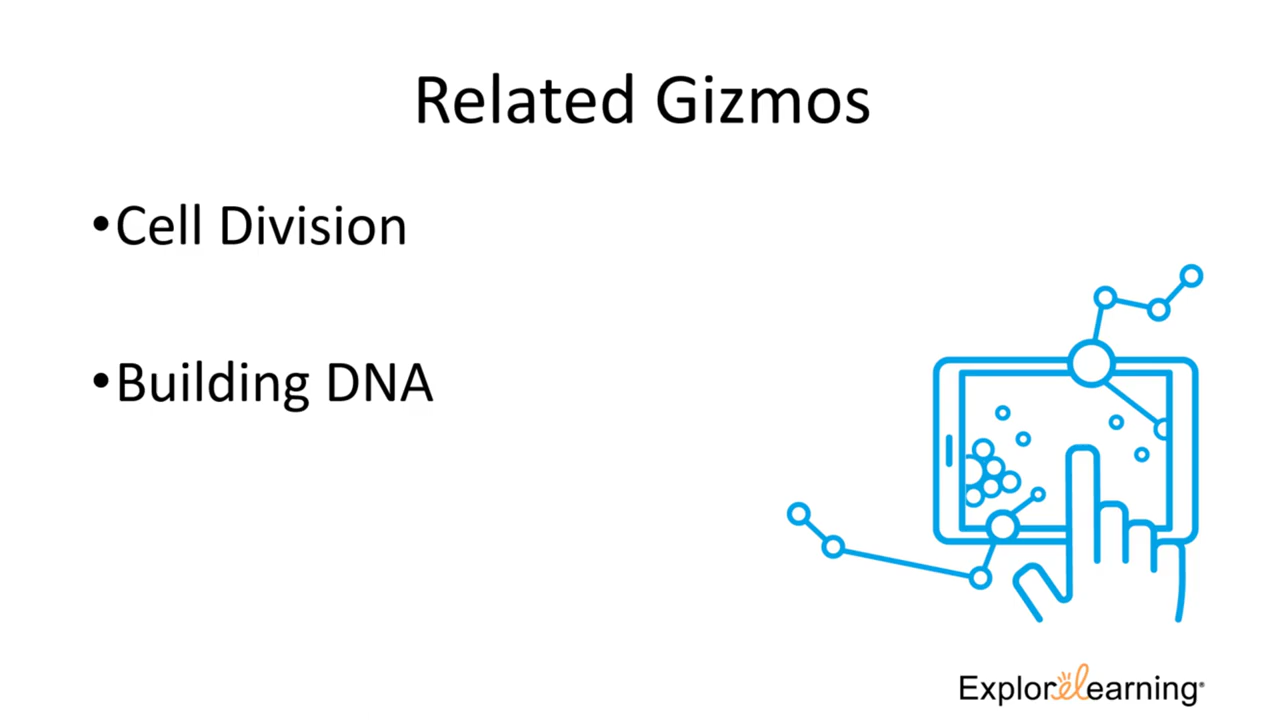 Related Gizmos
•Cell Division
•Building DNA
ExploreLearning®